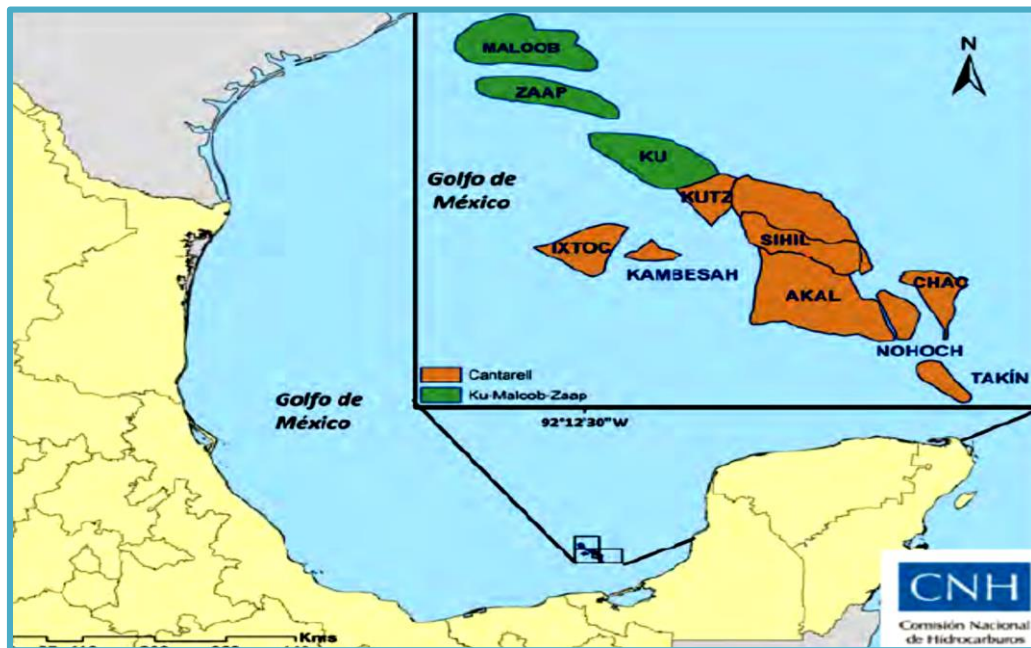 MALOOB
N
ZAAP
KU
Golfo de
México
KUTZ
IXTOC
SIHIL
KAMBESAH
CHAC
AKAL
NOHOCH
TAKÍN
Cantarell
Ku-Maloob-Zaap
92°12'30"W
Golfo de
México
CNH
Comisión Nacional
de Hidrocarburos
Kms